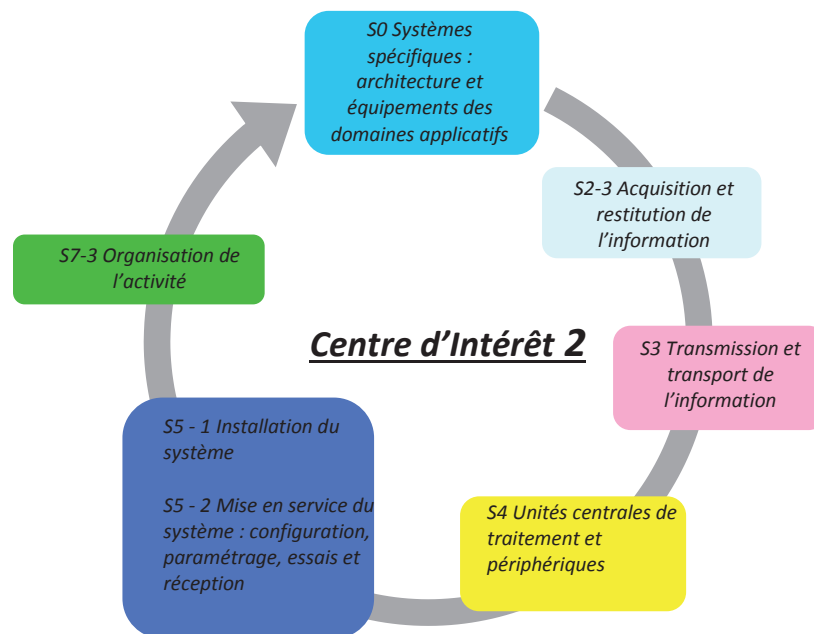 S0 Systèmes
spécifiques :
architecture et
équipements des
domaines applicatifs
S2-3 Acquisition et
restitution de
l’information
S3 Transmission et
transport de
l’information
S4 Unités centrales de
traitement et
périphériques
S5 - 1 Installation du
système
S5 - 2 Mise en service du
système : configuration,
paramétrage, essais et
réception
S7-3 Organisation de
l’activité
Centre d’Intérêt 2